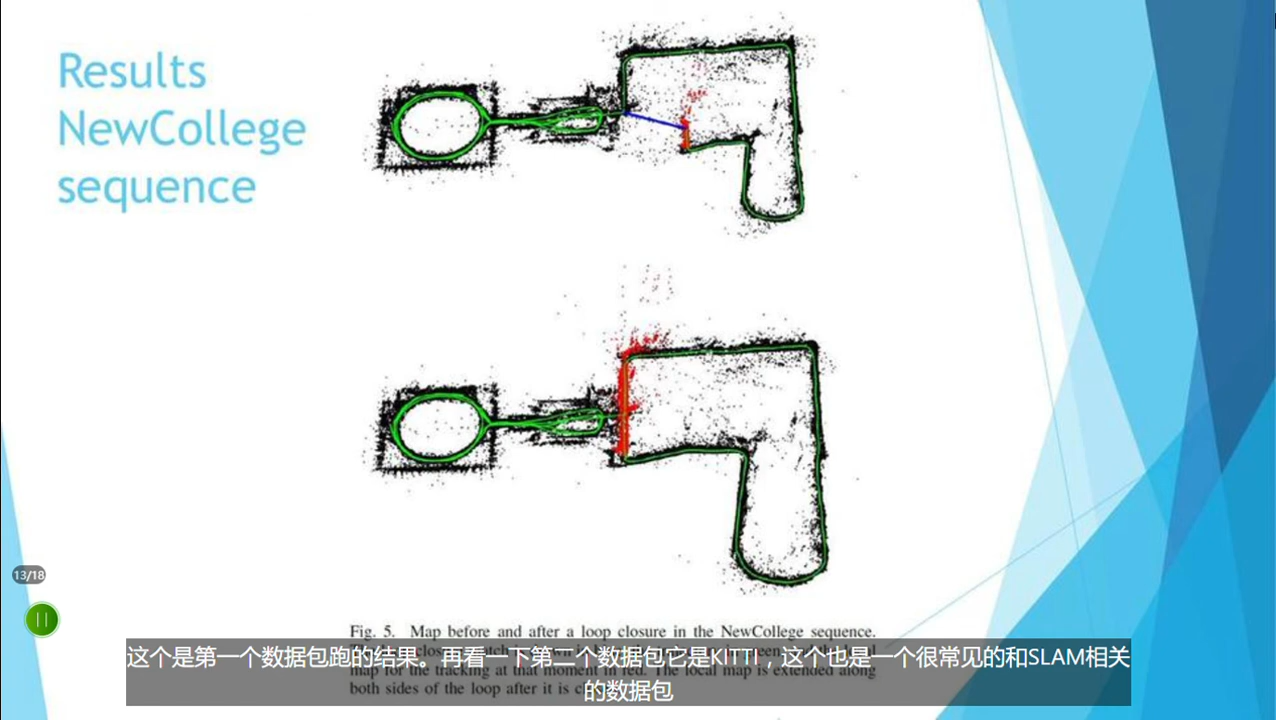 Results
NewCollege
sequence
13/18
Fig. 5. Map before and after a loop closure in the NewCollege sequence.
map for the tracking at that moment in red. The local map is extended along
both sides of the loop after it is
这个是第一个数据包跑的结果。再看一下第二个数据包它是KITTI，这个也是一个很常见的和SLAM相关
的数据包